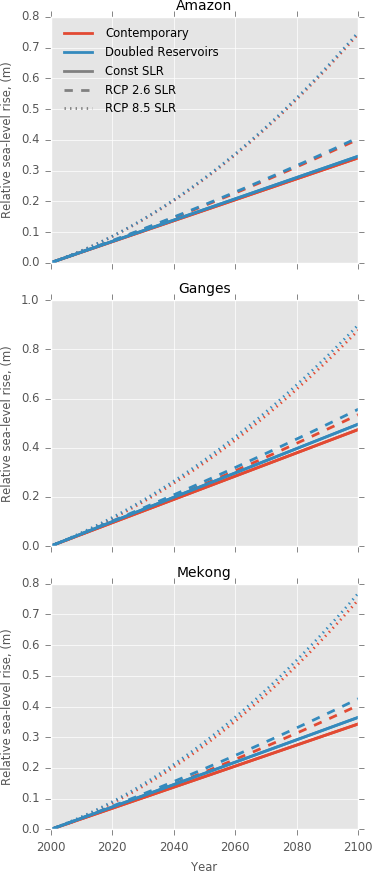 Amazon
0.8
0.7
0.6
0.5
0.4
0.3
0.2
0.1
0.0
Relative sea-level rise, (m)
Contemporary
Doubled Reservoirs
Const SLR
RCP 2.6 SLR
RCP 8.5 SLR
Ganges
1.0
0.8
0.6
0.4
0.2
0.0
Relative sea-level rise, (m)
Mekong
0.8
0.7
0.6
0.5
0.4
0.3
0.2
0.1
0.0
Relative sea-level rise, (m)
2000 2020 2040 2060 2080 2100
Year